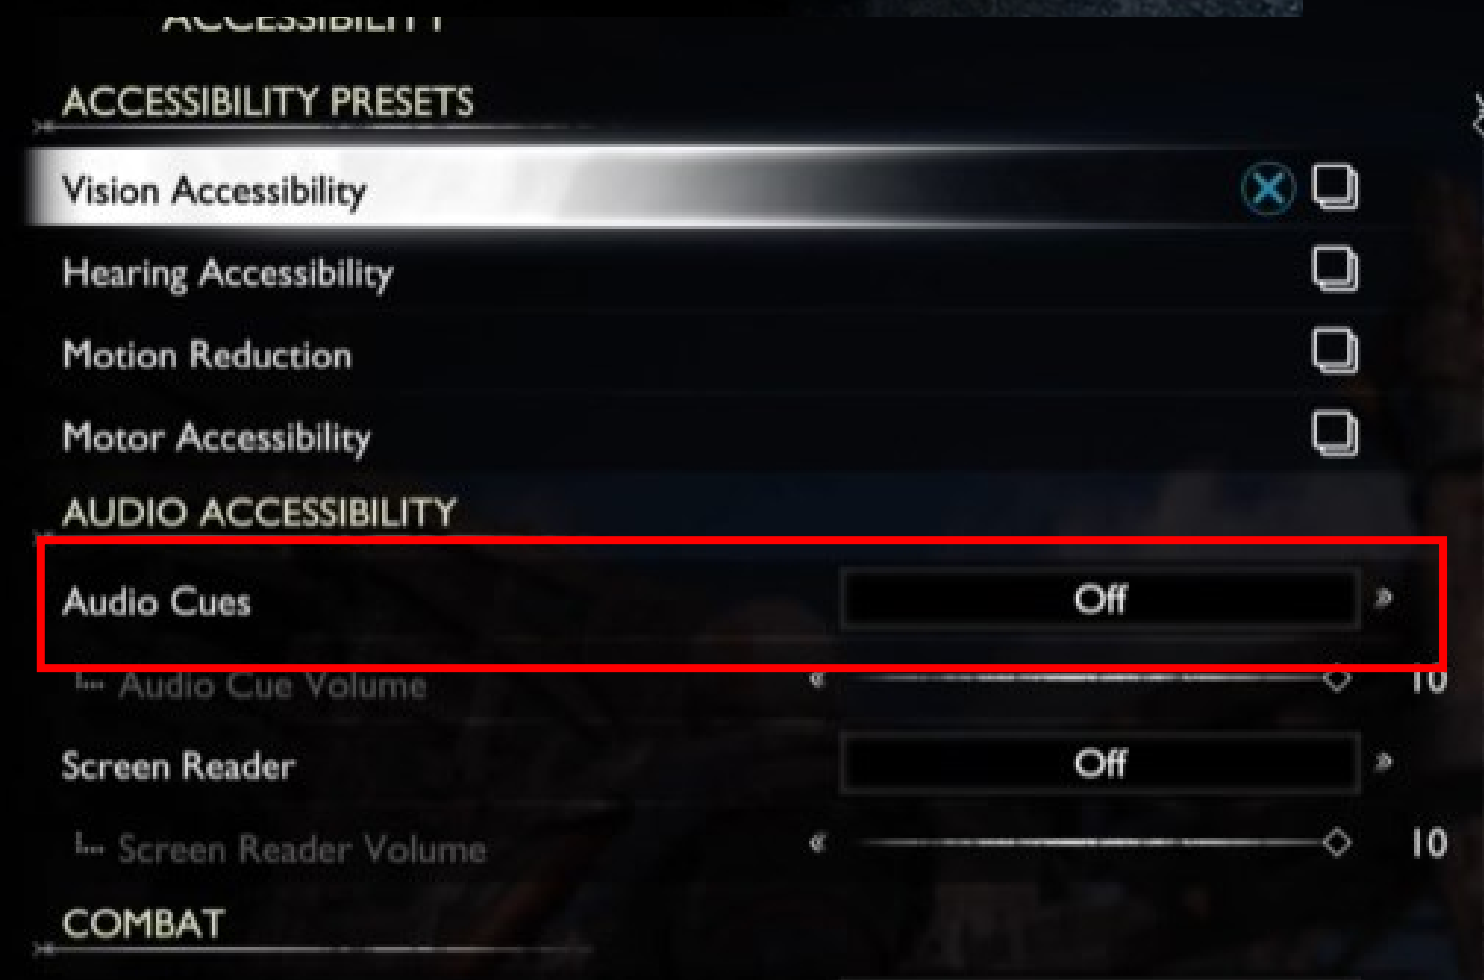 ACCESSIBILITY
ACCESSIBILITY PRESETS
Vision Accessibility
Hearing Accessibility
Motion Reduction
Motor Accessibility
AUDIO ACCESSIBILITY
Audio Cues Off
Audio Cue Volume 10
Screen Reader Off
Screen Reader Volume 10
COMBAT